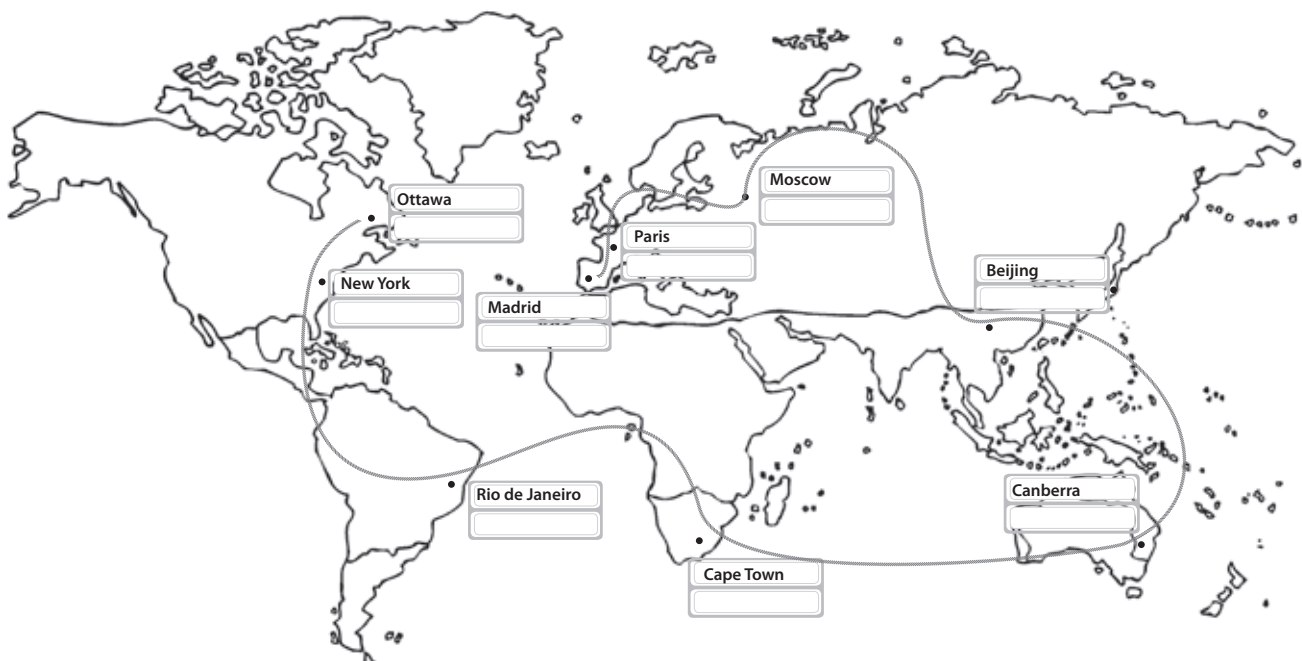 Moscow
Ottawa
Paris
Beijing
New York
Madrid
Canberra
Rio de Janeiro
Cape Town